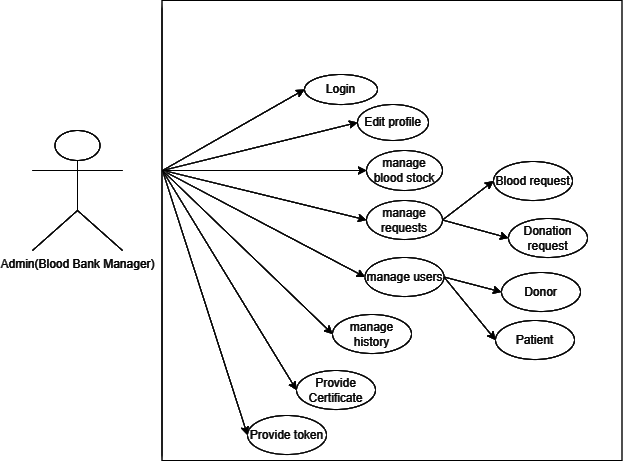 Login
Edit profile
manage
blood stock
Blood request
manage
requests
Donation
request
Admin(Blood Bank Manager)
manage users
Donor
manage
history
Patient
Provide
Certificate
Provide token